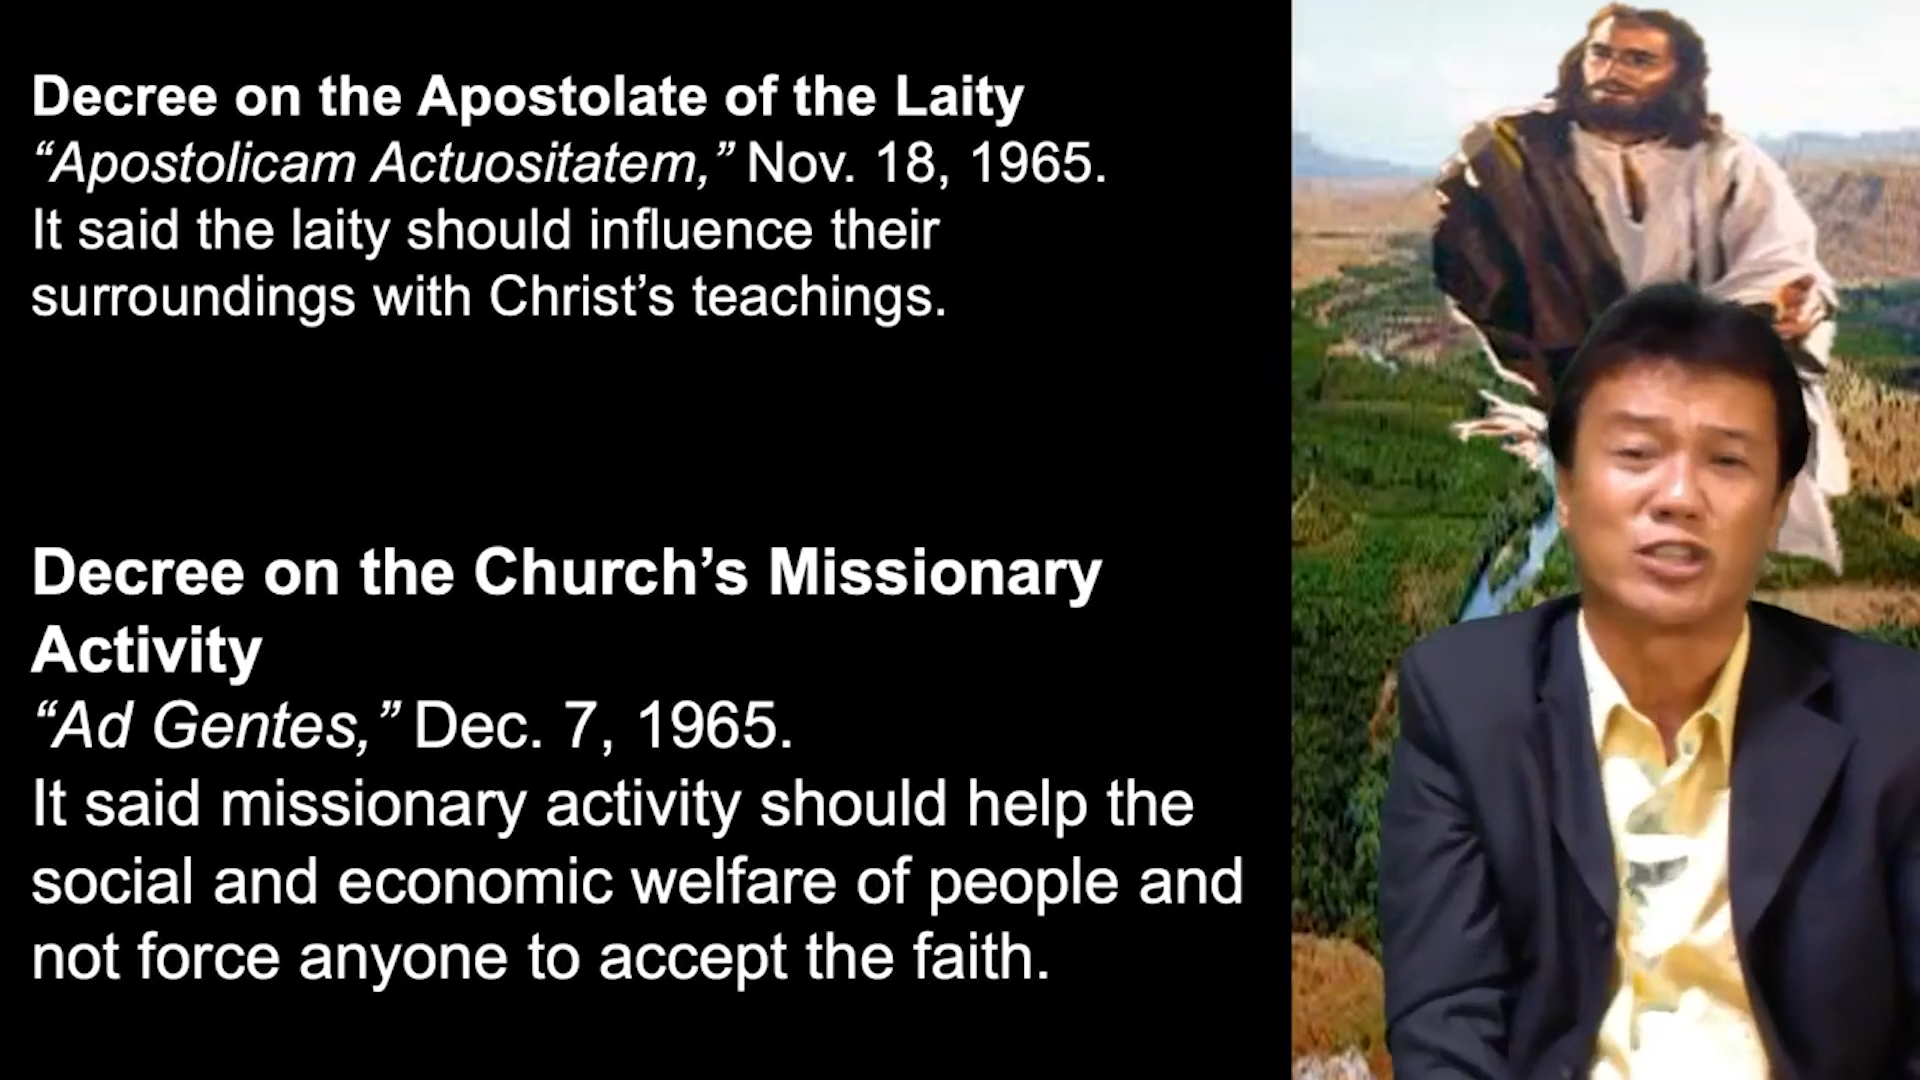 Decree on the Apostolate of the Laity
“Apostolicam Actuositatem,” Nov. 18, 1965.
It said the laity should influence their
surroundings with Christ’s teachings.
Decree on the Church’s Missionary
Activity
“Ad Gentes,” Dec. 7, 1965.
It said missionary activity should help the
social and economic welfare of people and
not force anyone to accept the faith.